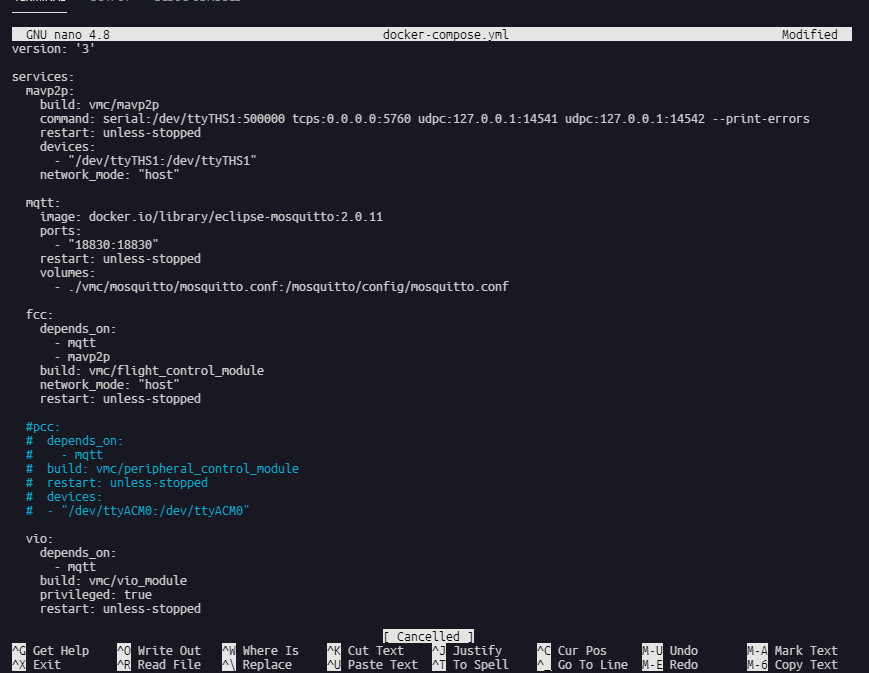 GNU nano 4.8 docker-compose.yml Modified
version: '3'

services:
  mavp2p:
    build: vmc/mavp2p
    command: serial:/dev/ttyTHS1:500000 tcps:0.0.0.0:5760 udpc:127.0.0.1:14541 udpc:127.0.0.1:14542 --print-errors
    restart: unless-stopped
    devices:
      - "/dev/ttyTHS1:/dev/ttyTHS1"
    network_mode: "host"

  mqtt:
    image: docker.io/library/eclipse-mosquitto:2.0.11
    ports:
      - "18830:18830"
    restart: unless-stopped
    volumes:
      - ./vmc/mosquitto/mosquitto.conf:/mosquitto/config/mosquitto.conf

  fcc:
    depends_on:
      - mqtt
      - mavp2p
    build: vmc/flight_control_module
    network_mode: "host"
    restart: unless-stopped

  #pcc:
  #  depends_on:
  #    - mqtt
  #  build: vmc/peripheral_control_module
  #  restart: unless-stopped
  #  devices:
  #  - "/dev/ttyACM0:/dev/ttyACM0"

  vio:
    depends_on:
      - mqtt
    build: vmc/vio_module
    privileged: true
    restart: unless-stopped

[ Cancelled ]
^G Get Help ^O Write Out ^W Where Is ^K Cut Text ^J Justify ^C Cur Pos M-U Undo M-A Mark Text
^X Exit ^R Read File ^\ Replace ^U Paste Text ^T To Spell ^_ Go To Line M-E Redo M-6 Copy Text